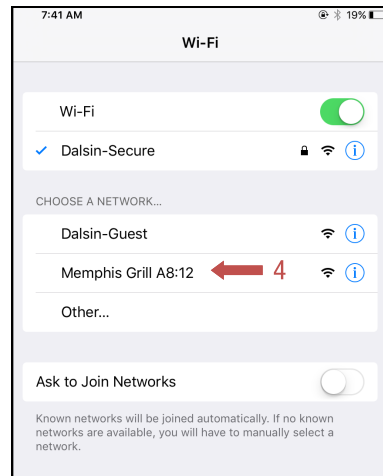 7:41 AM 19%
Wi-Fi
Wi-Fi
Dalsin-Secure
CHOOSE A NETWORK...
Dalsin-Guest
Memphis Grill A8:12 4
Other...
Ask to Join Networks
Known networks will be joined automatically. If no known
networks are available, you will have to manually select a
network.